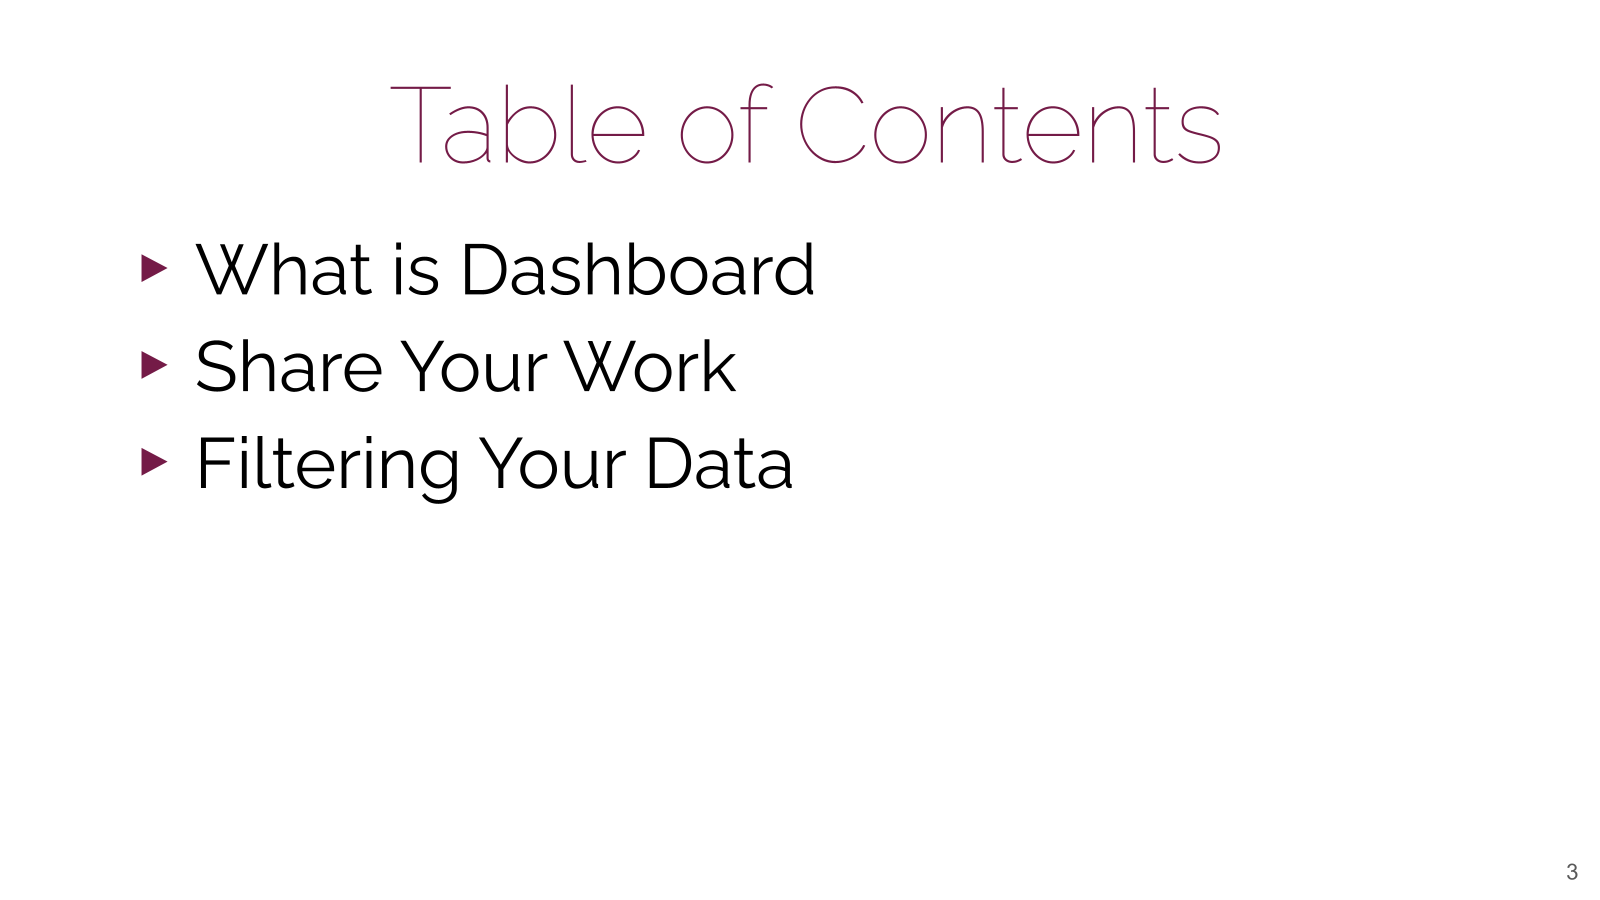 Table of Contents
What is Dashboard
Share Your Work
Filtering Your Data
3